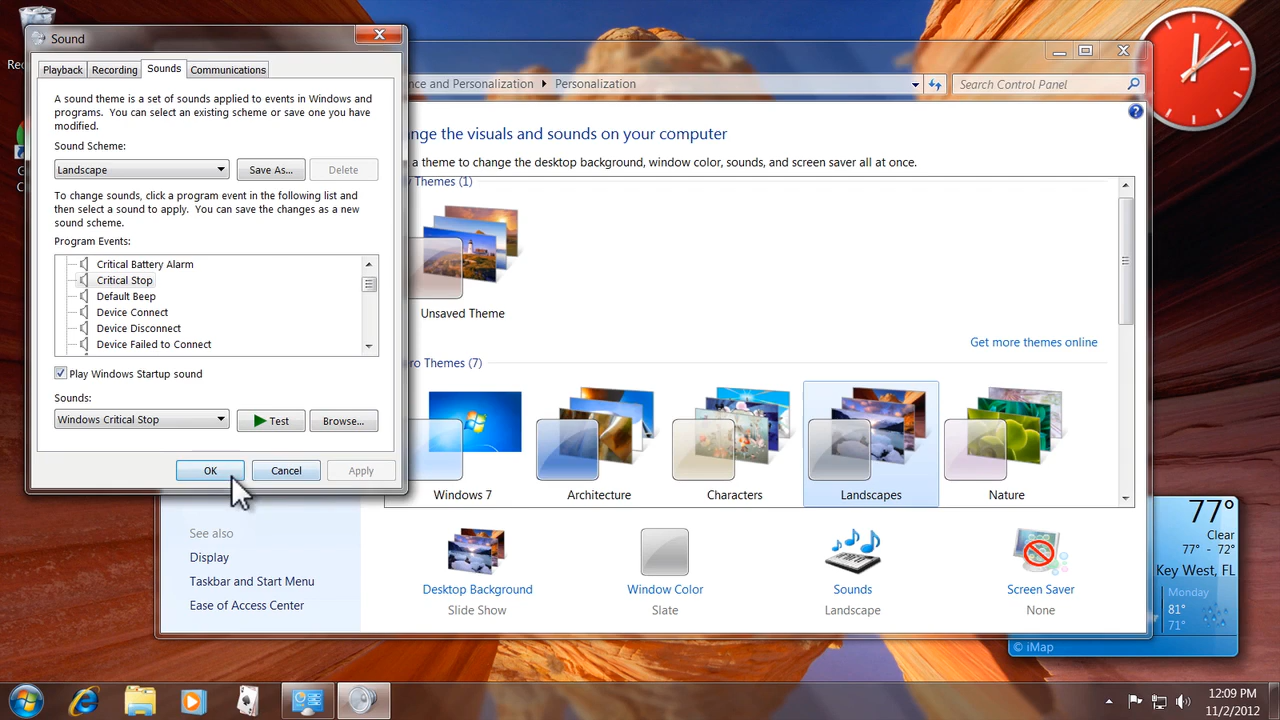 Sound
Playback
Recording
Sounds
Communications
A sound theme is a set of sounds applied to events in Windows and
programs. You can select an existing scheme or save one you have
modified.
Sound Scheme:
Landscape
Save As...
Delete
To change sounds, click a program event in the following list and
then select a sound to apply. You can save the changes as a new
sound scheme.
Program Events:
Critical Battery Alarm
Critical Stop
Default Beep
Device Connect
Device Disconnect
Device Failed to Connect
Play Windows Startup sound
Sounds:
Windows Critical Stop
Test
Browse...
OK
Cancel
Apply
nce and Personalization
Personalization
Search Control Panel
nge the visuals and sounds on your computer
a theme to change the desktop background, window color, sounds, and screen saver all at once.
Themes (1)
Unsaved Theme
Get more themes online
ro Themes (7)
Windows 7
Architecture
Characters
Landscapes
Nature
See also
Display
Taskbar and Start Menu
Ease of Access Center
Desktop Background
Slide Show
Window Color
Slate
Sounds
Landscape
Screen Saver
None
77°
Clear
77° - 72°
Key West, FL
Monday
81°
71°
© iMap
12:09 PM
11/2/2012